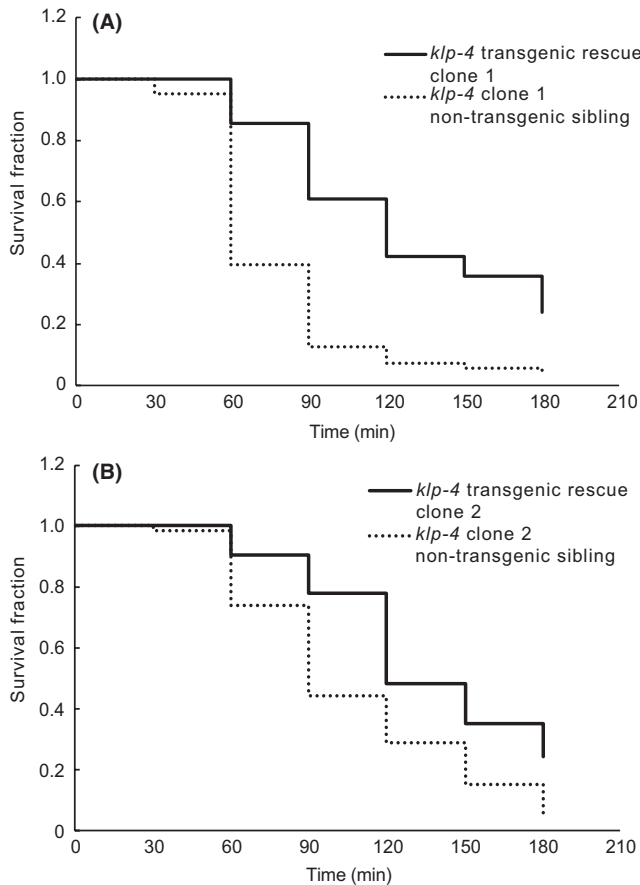 (A)
1.2
1.0
0.8
0.6
0.4
0.2
0
Survival fraction
klp-4 transgenic rescue
clone 1
klp-4 clone 1
non-transgenic sibling
0 30 60 90 120 150 180 210
Time (min)
(B)
1.2
1.0
0.8
0.6
0.4
0.2
0
Survival fraction
klp-4 transgenic rescue
clone 2
klp-4 clone 2
non-transgenic sibling
0 30 60 90 120 150 180 210
Time (min)